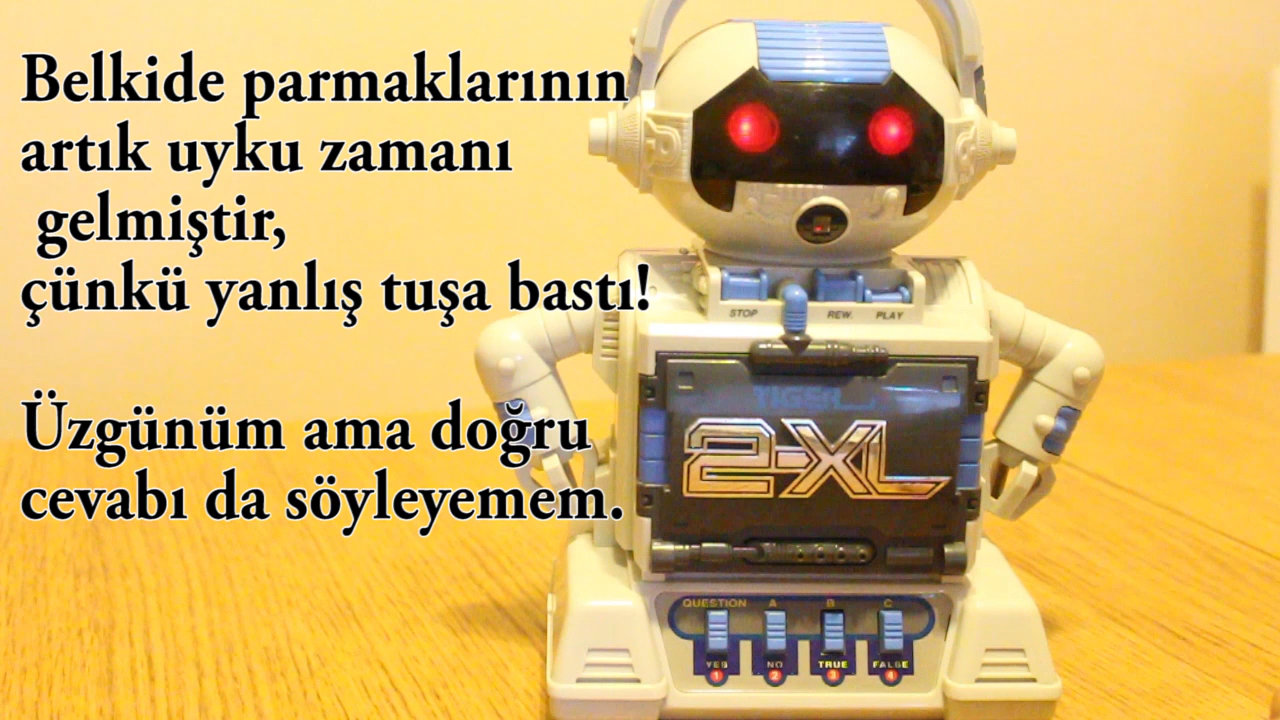 Belkide parmaklarının
artık uyku zamanı
gelmiştir,
çünkü yanlış tuşa bastı!
Üzgünüm ama doğru
cevabı da söyleyemem.
STOP REW. PLAY
TIGER
2-XL
QUESTION A B C
YES NO TRUE FALSE
1 2 3 4